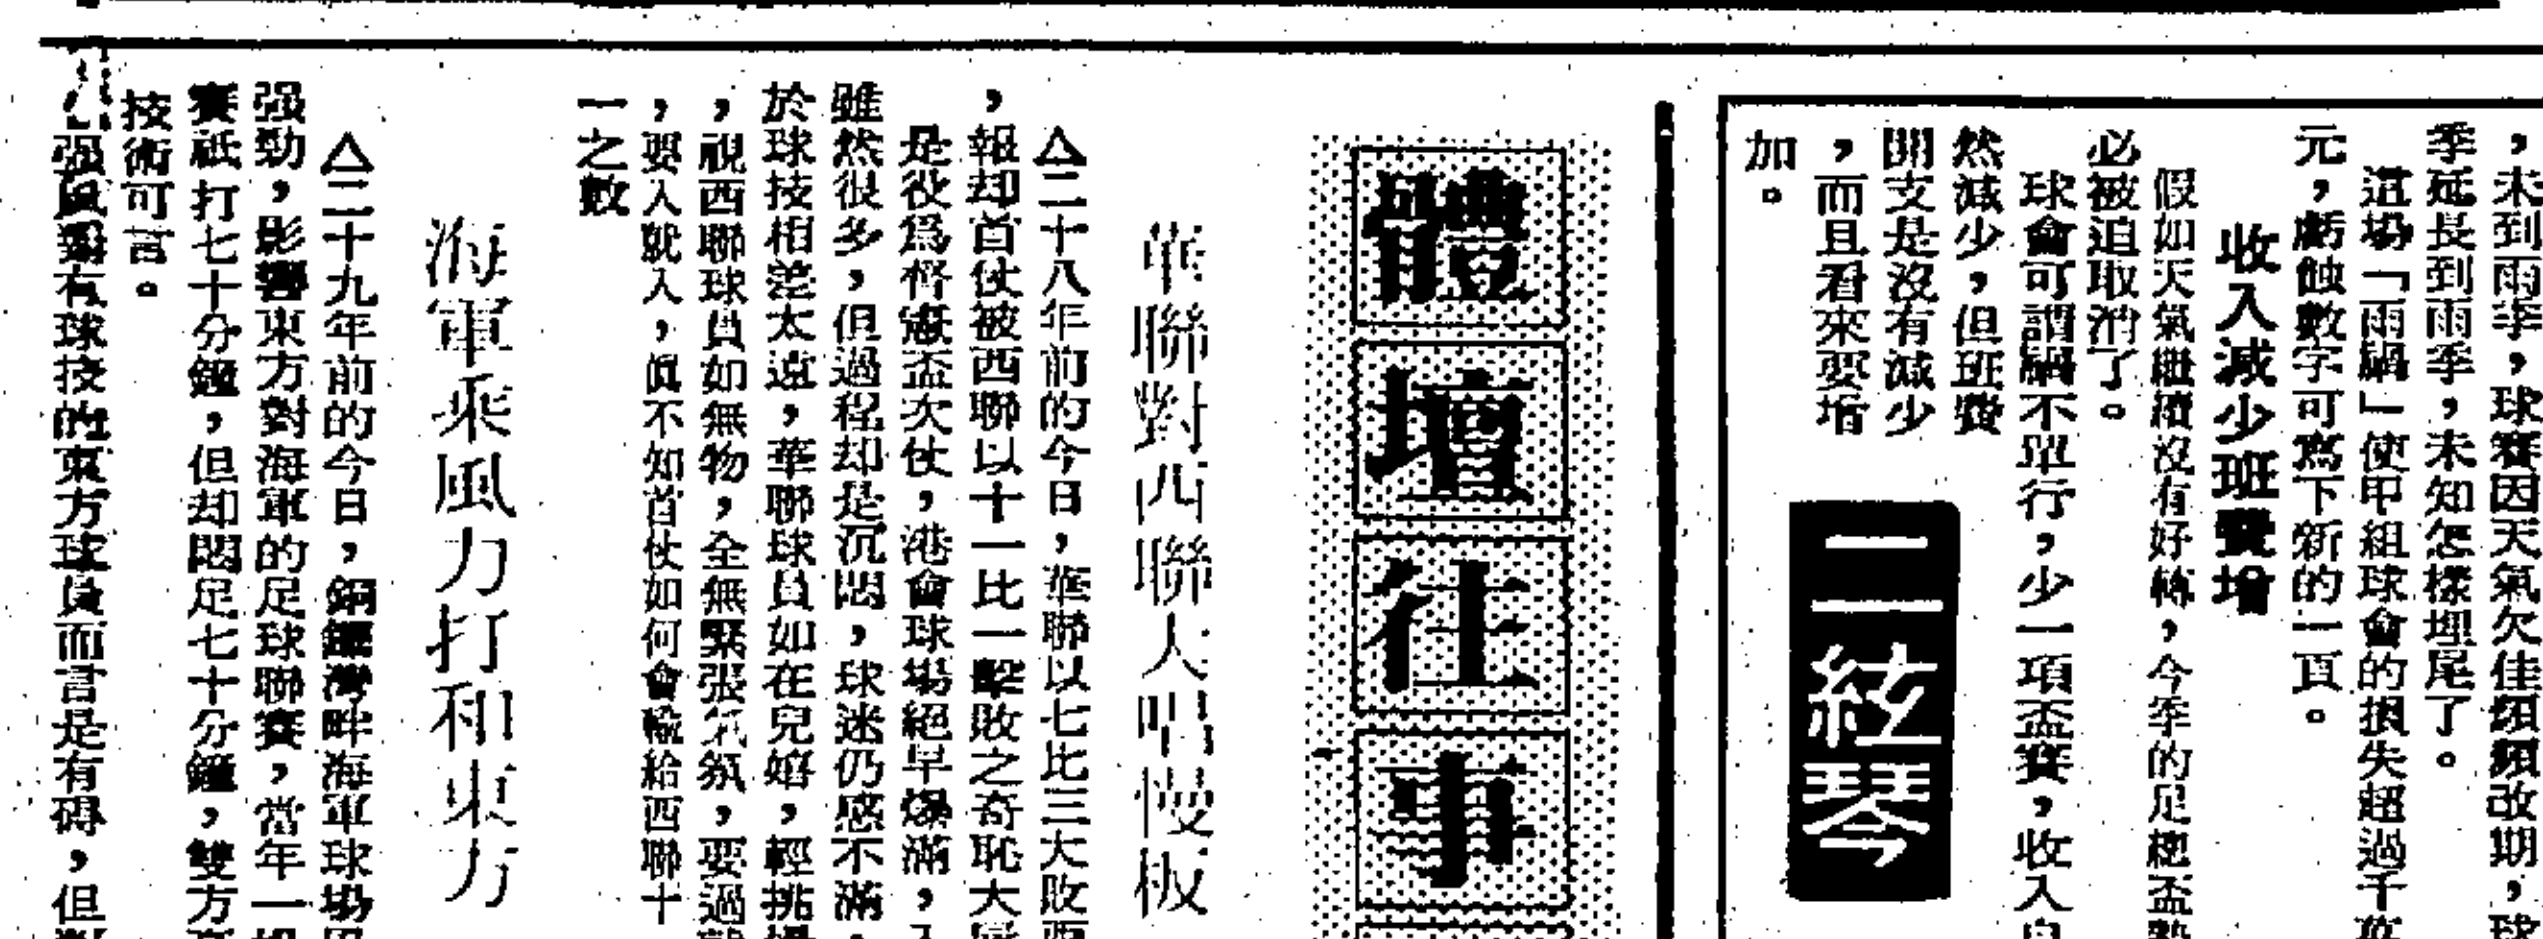 ，未到雨季，球賽因天氣欠佳頻頻改期，球
季延長到雨季，未知怎樣埋尾了。
這場「雨禍」使甲組球會的損失超過千萬
元，虧蝕數字可寫下新的一頁。
收入減少班費增
假如天氣繼續沒有好轉，今季的足總盃勢
必被迫取消了。
球會可謂禍不單行，少一項盃賽，收入自
然減少，但班費
開支是沒有減少
，而且看來要增
加。
二絃琴
體壇往事
華聯對西聯大唱慢板
△二十八年前的今日，華聯以七比三大敗西
，報却首仗被西聯以十一比一擊敗之奇恥大辱
是役爲督憲盃次仗，港會球場絕早爆滿，入
雖然很多，但過程却是沉悶，球迷仍感不滿，
於球技相差太遠，華聯球員如在兒嬉，輕挑
，視西聯球員如無物，全無緊張氣氛，要過就
，要入就入，眞不知首仗如何會輸給西聯十
一之數
海軍乘風力打和東方
△二十九年前的今日，銅鑼灣畔海軍球場風
强勁，影響東方對海軍的足球聯賽，當年一
賽祗打七十分鐘，但却悶足七十分鐘，雙方
技術可言。
强風對有球技的東方球員而言是有碍，但對